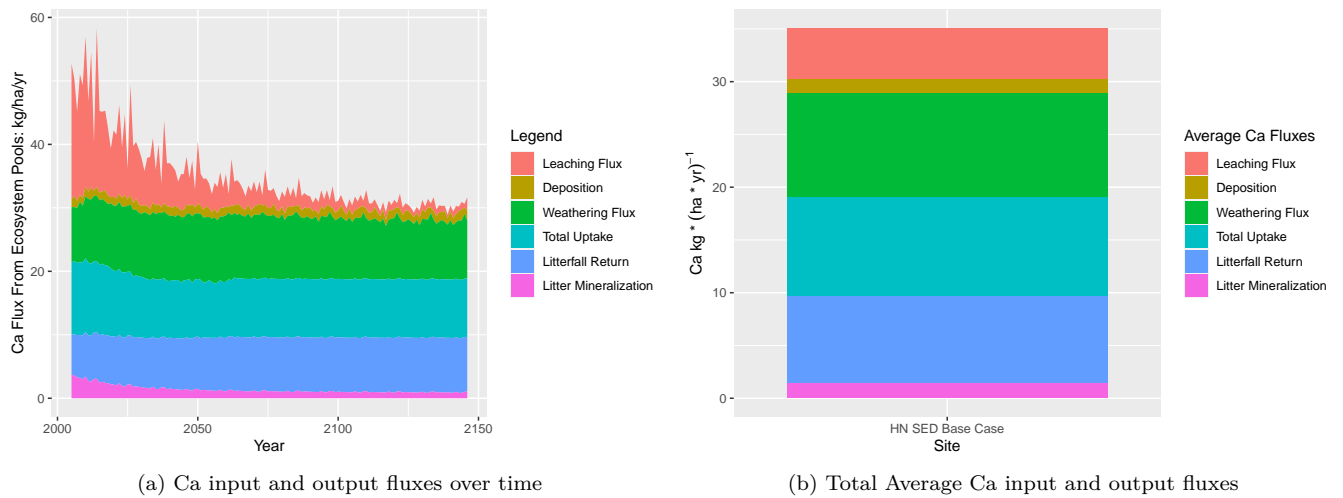 60
40
20
0
Ca Flux From Ecosystem Pools: kg/ha/yr
2000
2050
2100
2150
Year
Legend
Leaching Flux
Deposition
Weathering Flux
Total Uptake
Litterfall Return
Litter Mineralization
(a) Ca input and output fluxes over time
30
20
10
0
Ca kg * (ha * yr)⁻¹
HN SED Base Case
Site
Average Ca Fluxes
Leaching Flux
Deposition
Weathering Flux
Total Uptake
Litterfall Return
Litter Mineralization
(b) Total Average Ca input and output fluxes